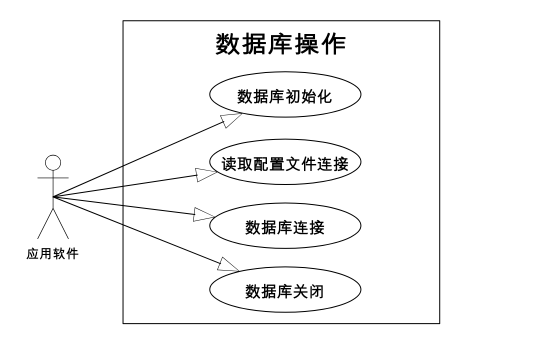 数据库操作
数据库初始化
读取配置文件连接
数据库连接
应用软件
数据库关闭